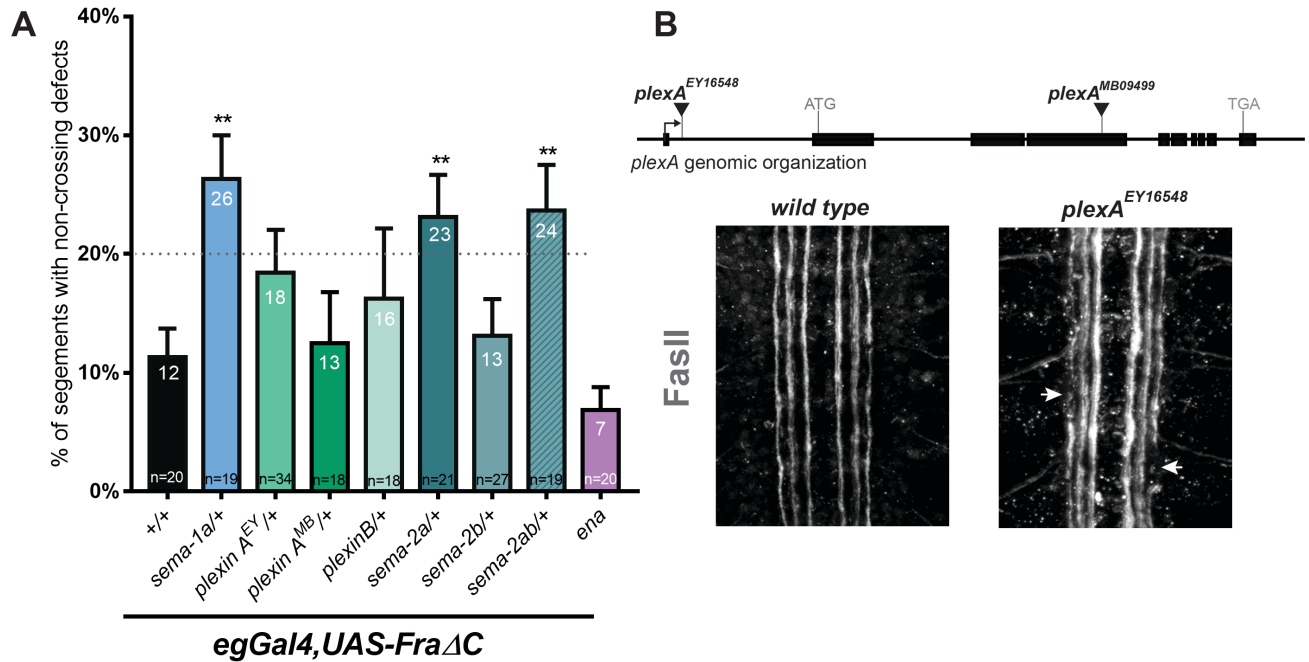 A
% of segements with non-crossing defects
40%
30%
20%
10%
0%
**
**
**
12
26
18
13
16
23
13
24
7
n=20
n=19
n=34
n=18
n=18
n=21
n=27
n=19
n=20
+/+
sema-1a/+
plexin A^EY/+
plexin A^MB/+
plexinB/+
sema-2a/+
sema-2b/+
sema-2ab/+
ena
egGal4,UAS-FraΔC
B
plexA^EY16548
ATG
plexA^MB09499
TGA
plexA genomic organization
wild type
plexA^EY16548
FasII